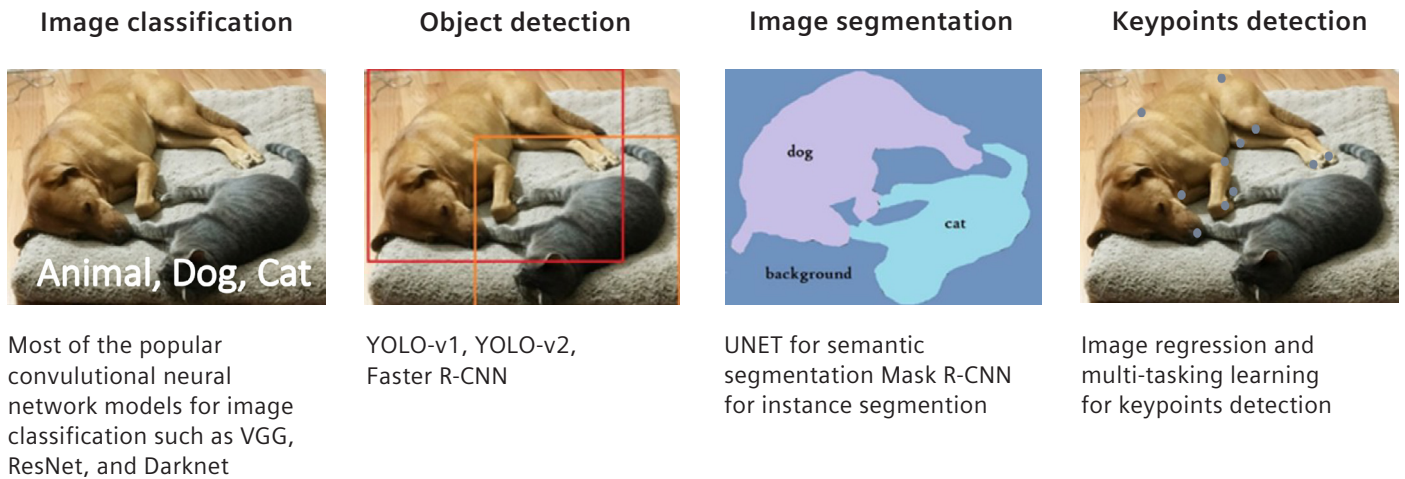 Image classification
Object detection
Image segmentation
Keypoints detection
Animal, Dog, Cat
dog
cat
background
Most of the popular
convulutional neural
network models for image
classification such as VGG,
ResNet, and Darknet
YOLO-v1, YOLO-v2,
Faster R-CNN
UNET for semantic
segmentation Mask R-CNN
for instance segmention
Image regression and
multi-tasking learning
for keypoints detection